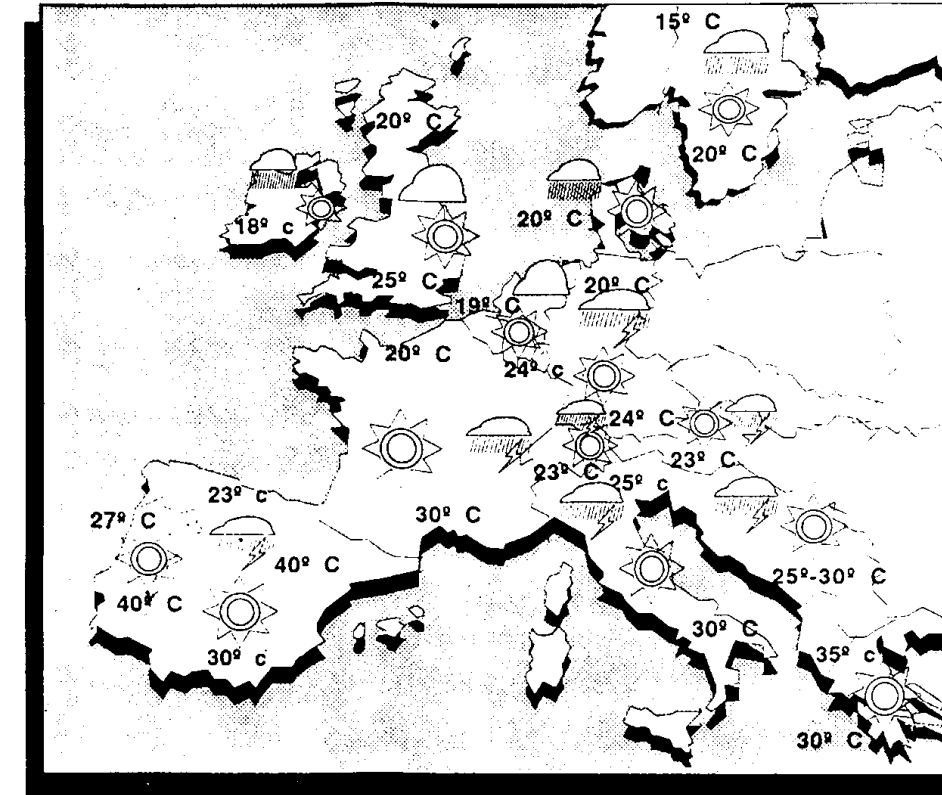 15º C
20º C
20º C
18º c
20º C
25º C
20º C
19º C
20º C
24º c
24º C
23º C
23º C
25º c
23º c
27º C
30º C
40º C
25º-30º C
40º C
30º C
30º c
35º c
30º C